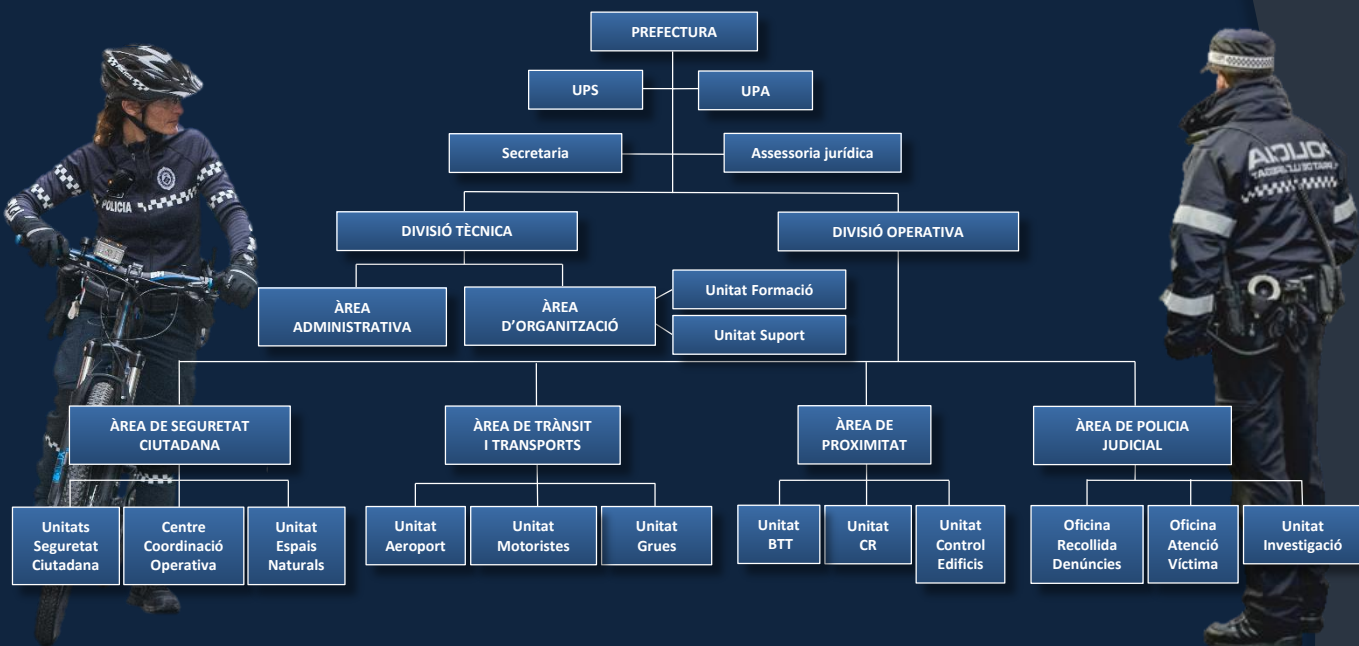 PREFECTURA
UPS
UPA
Secretaria
Assessoria jurídica
DIVISIÓ TÈCNICA
DIVISIÓ OPERATIVA
ÀREA
ADMINISTRATIVA
ÀREA
D’ORGANITZACIÓ
Unitat Formació
Unitat Suport
ÀREA DE SEGURETAT
CIUTADANA
ÀREA DE TRÀNSIT
I TRANSPORTS
ÀREA DE
PROXIMITAT
ÀREA DE POLICIA
JUDICIAL
Unitats
Seguretat
Ciutadana
Centre
Coordinació
Operativa
Unitat
Espais
Naturals
Unitat
Aeroport
Unitat
Motoristes
Unitat
Grues
Unitat
BTT
Unitat
CR
Unitat
Control
Edificis
Oficina
Recollida
Denúncies
Oficina
Atenció
Víctima
Unitat
Investigació
POLICIA
POLICIA